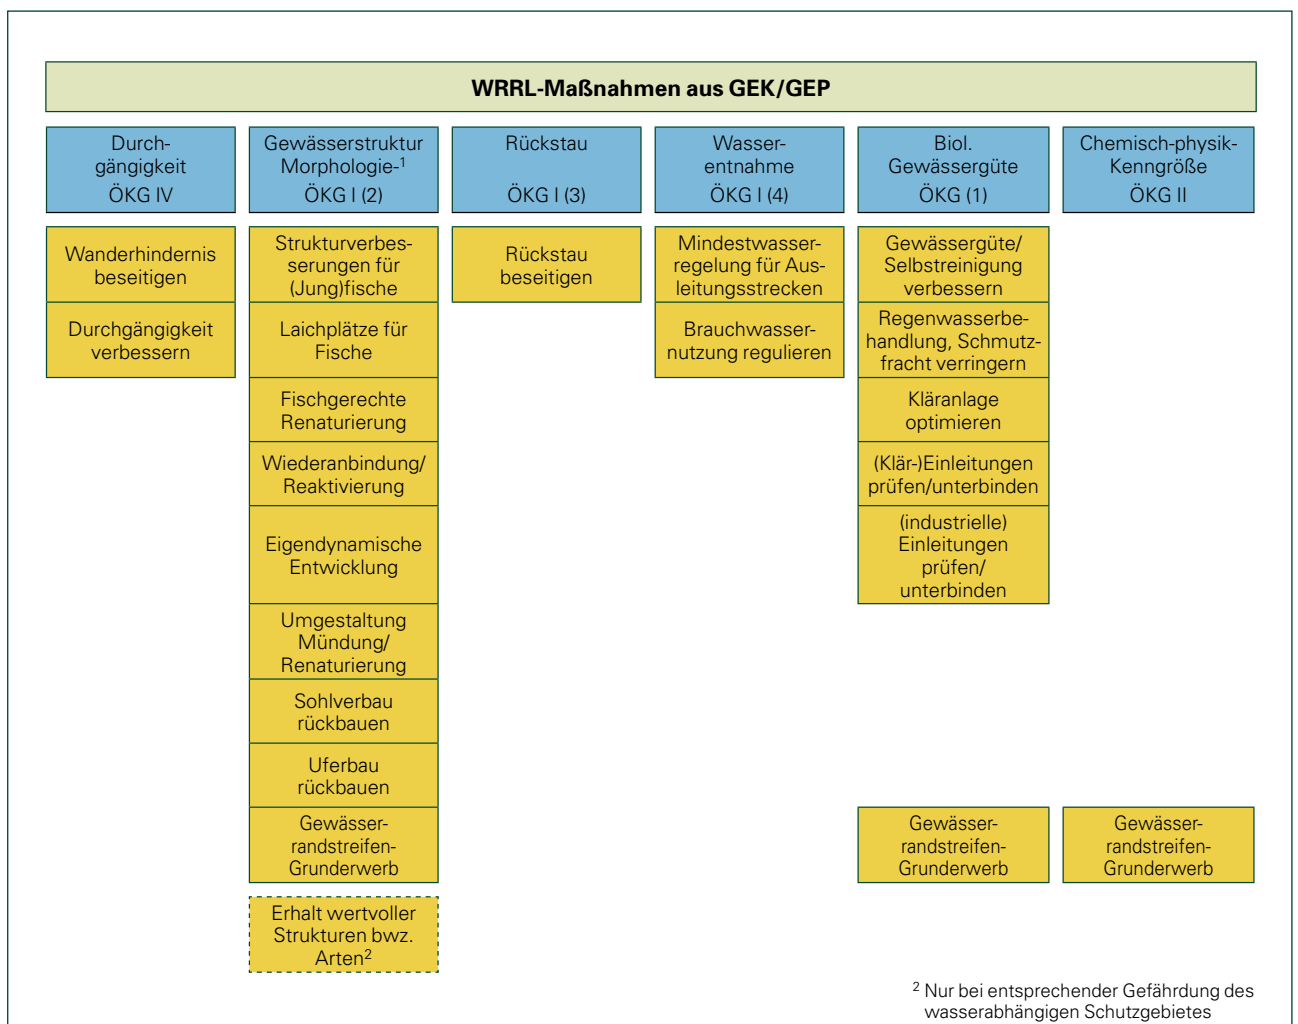 WRRL-Maßnahmen aus GEK/GEP
Durch-
gängigkeit
ÖKG IV
Gewässerstruktur
Morphologie-1
ÖKG I (2)
Rückstau
ÖKG I (3)
Wasser-
entnahme
ÖKG I (4)
Biol.
Gewässergüte
ÖKG (1)
Chemisch-physik-
Kenngröße
ÖKG II
Wanderhindernis
beseitigen
Durchgängigkeit
verbessern
Strukturverbes-
serungen für
(Jung)fische
Laichplätze für
Fische
Fischgerechte
Renaturierung
Wiederanbindung/
Reaktivierung
Eigendynamische
Entwicklung
Umgestaltung
Mündung/
Renaturierung
Sohlverbau
rückbauen
Uferbau
rückbauen
Gewässer-
randstreifen-
Grunderwerb
Erhalt wertvoller
Strukturen bwz.
Arten2
Rückstau
beseitigen
Mindestwasser-
regelung für Aus-
leitungsstrecken
Brauchwasser-
nutzung regulieren
Gewässergüte/
Selbstreinigung
verbessern
Regenwasserbe-
handlung, Schmutz-
fracht verringern
Kläranlage
optimieren
(Klär-)Einleitungen
prüfen/unterbinden
(industrielle)
Einleitungen
prüfen/
unterbinden
Gewässer-
randstreifen-
Grunderwerb
Gewässer-
randstreifen-
Grunderwerb
2 Nur bei entsprechender Gefährdung des
wasserabhängigen Schutzgebietes